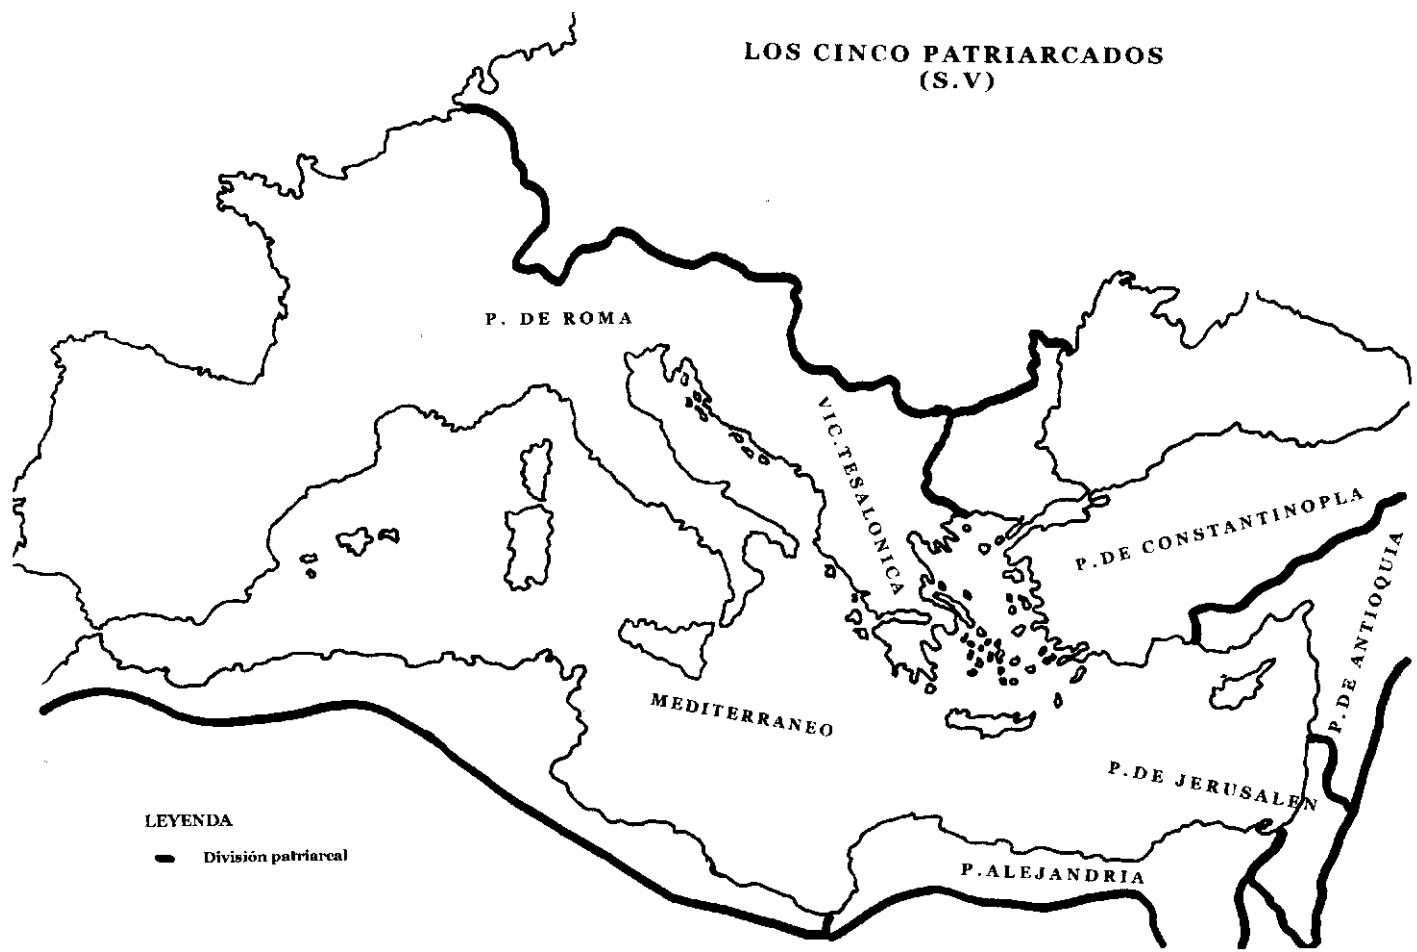 LOS CINCO PATRIARCADOS
(S.V)
P. DE ROMA
VIC.TESALONICA
P.DE CONSTANTINOPLA
P.DE ANTIOQUIA
MEDITERRANEO
P.DE JERUSALEN
P.ALEJANDRIA
LEYENDA
División patriarcal